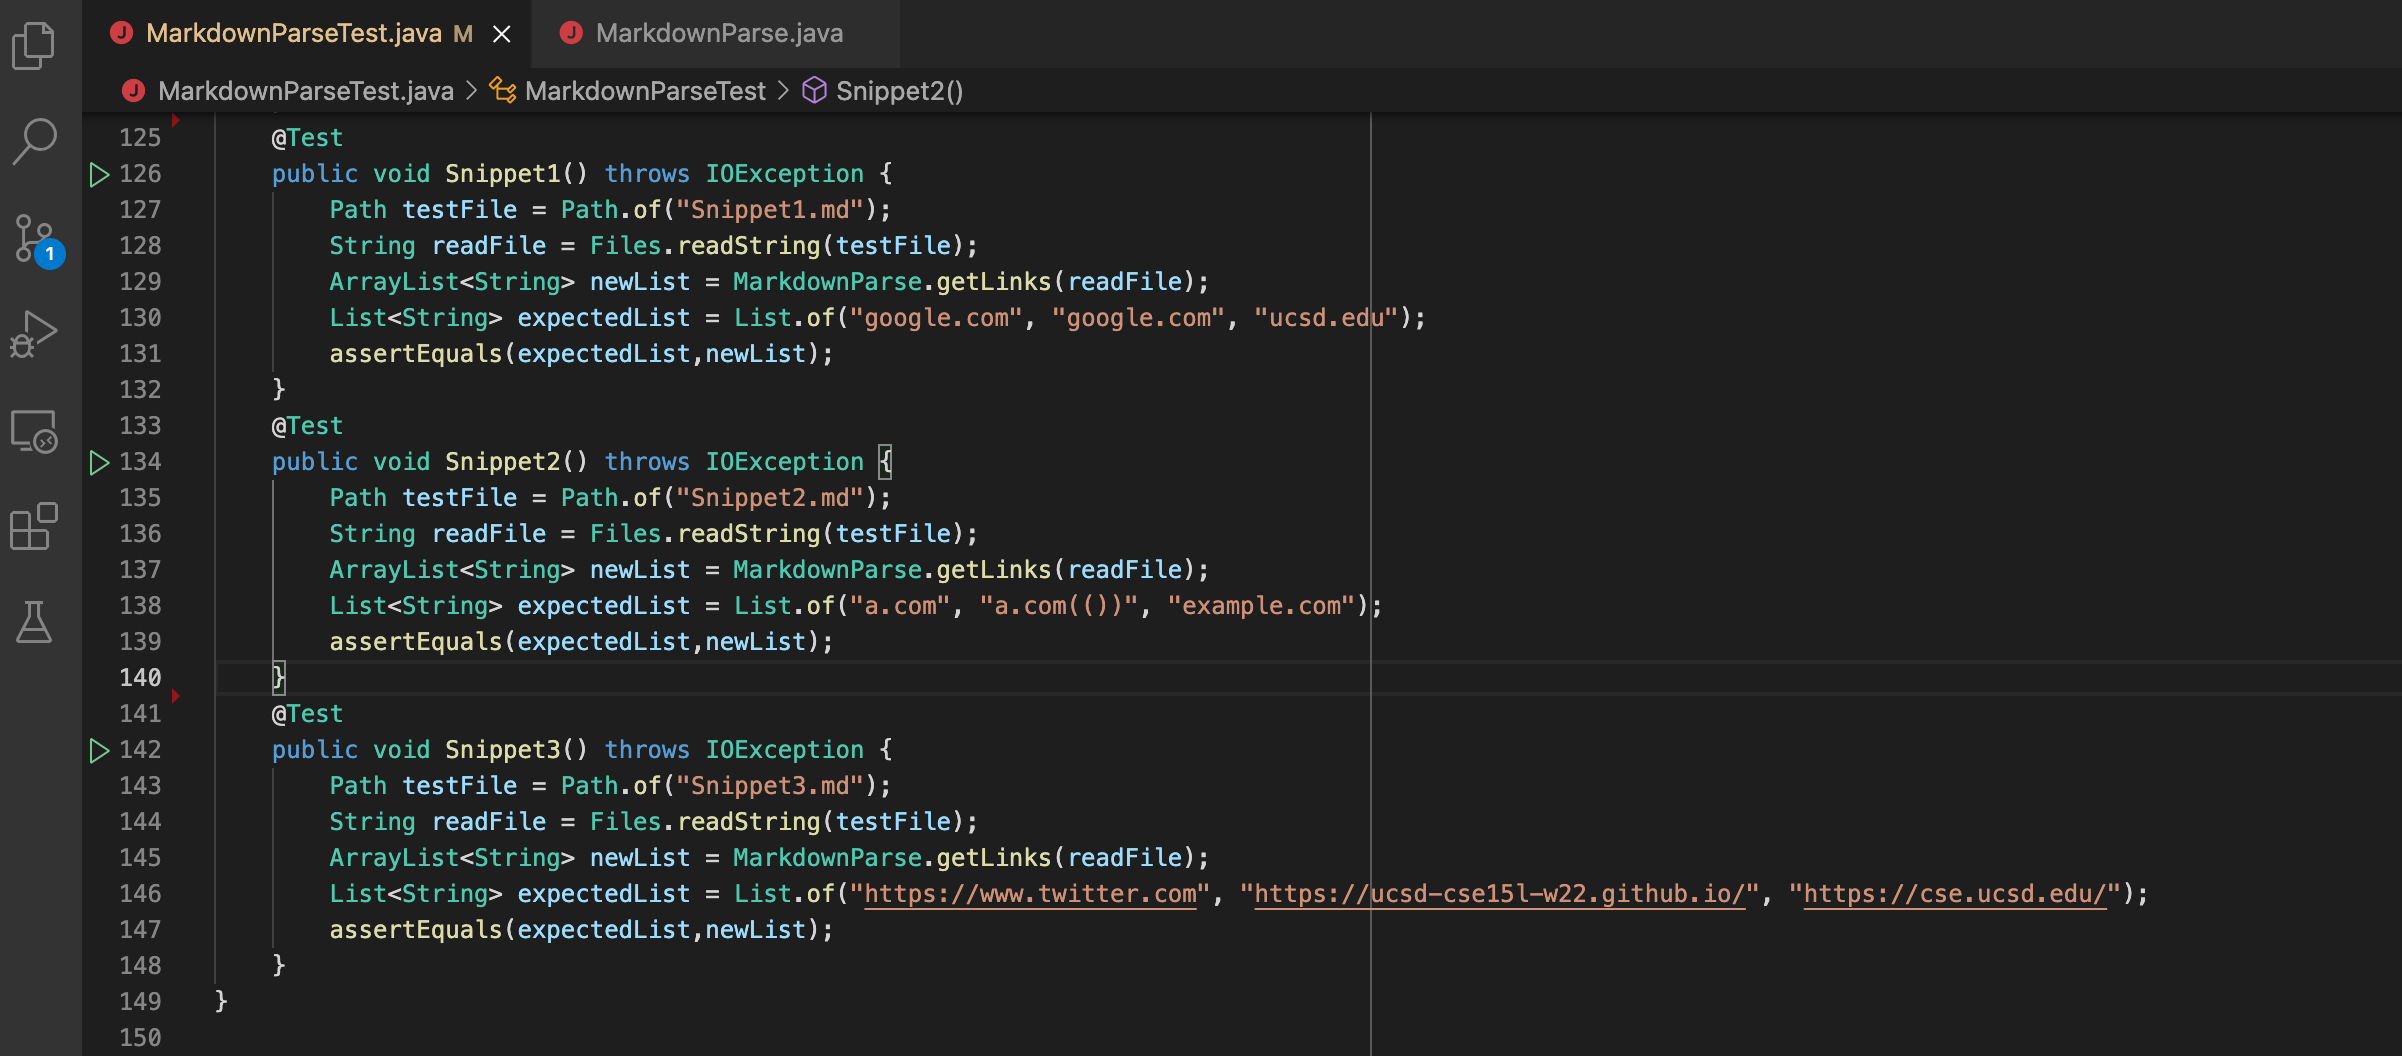 MarkdownParseTest.java M × MarkdownParse.java
MarkdownParseTest.java > MarkdownParseTest > Snippet2()
125 @Test
126 public void Snippet1() throws IOException {
127 Path testFile = Path.of("Snippet1.md");
128 String readFile = Files.readString(testFile);
129 ArrayList<String> newList = MarkdownParse.getLinks(readFile);
130 List<String> expectedList = List.of("google.com", "google.com", "ucsd.edu");
131 assertEquals(expectedList,newList);
132 }
133 @Test
134 public void Snippet2() throws IOException {
135 Path testFile = Path.of("Snippet2.md");
136 String readFile = Files.readString(testFile);
137 ArrayList<String> newList = MarkdownParse.getLinks(readFile);
138 List<String> expectedList = List.of("a.com", "a.com(())", "example.com");
139 assertEquals(expectedList,newList);
140 }
141 @Test
142 public void Snippet3() throws IOException {
143 Path testFile = Path.of("Snippet3.md");
144 String readFile = Files.readString(testFile);
145 ArrayList<String> newList = MarkdownParse.getLinks(readFile);
146 List<String> expectedList = List.of("https://www.twitter.com", "https://ucsd-cse15l-w22.github.io/", "https://cse.ucsd.edu/");
147 assertEquals(expectedList,newList);
148 }
149 }
150
1